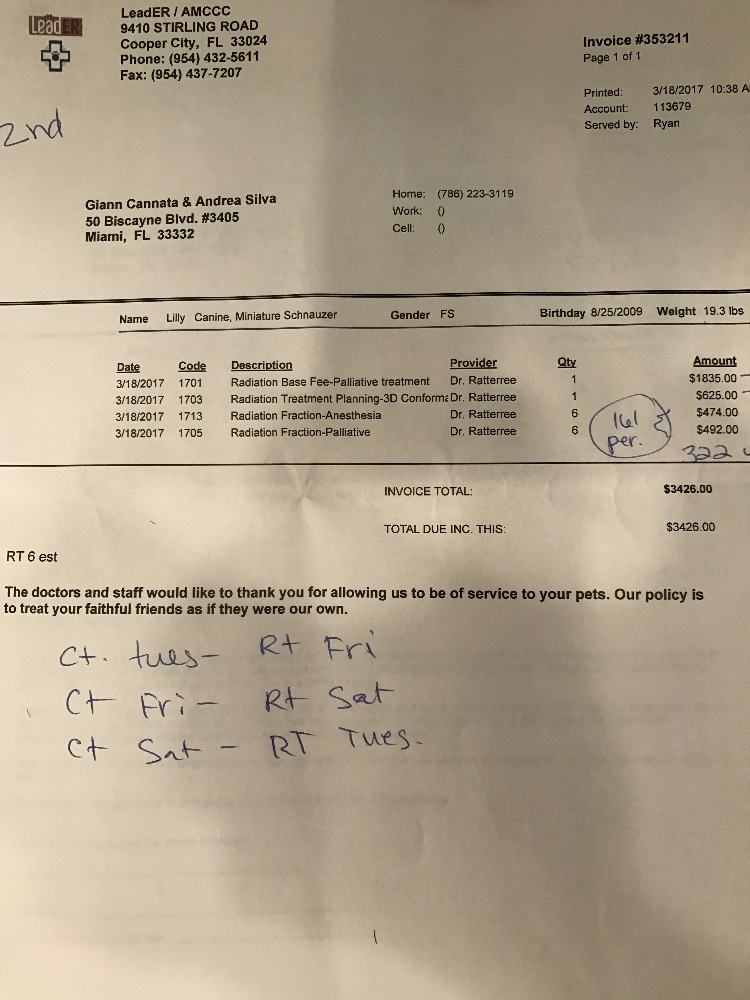 LeadER
LeadER / AMCCC
9410 STIRLING ROAD
Cooper City, FL 33024
Phone: (954) 432-5611
Fax: (954) 437-7207
Invoice #353211
Page 1 of 1
Printed: 3/18/2017 10:38 A
Account: 113679
Served by: Ryan
2nd
Giann Cannata & Andrea Silva
50 Biscayne Blvd. #3405
Miami, FL 33332
Home: (786) 223-3119
Work: ()
Cell: ()
Name Lilly Canine, Miniature Schnauzer Gender FS Birthday 8/25/2009 Weight 19.3 lbs
Date Code Description Provider Qty Amount
3/18/2017 1701 Radiation Base Fee-Palliative treatment Dr. Ratterree 1 $1835.00
3/18/2017 1703 Radiation Treatment Planning-3D Conforma Dr. Ratterree 1 $625.00
3/18/2017 1713 Radiation Fraction-Anesthesia Dr. Ratterree 6 $474.00
3/18/2017 1705 Radiation Fraction-Palliative Dr. Ratterree 6 $492.00
161
per.
322
INVOICE TOTAL: $3426.00
TOTAL DUE INC. THIS: $3426.00
RT 6 est
The doctors and staff would like to thank you for allowing us to be of service to your pets. Our policy is
to treat your faithful friends as if they were our own.
Ct. tues - Rt Fri
Ct Fri - Rt Sat
Ct Sat - RT Tues.